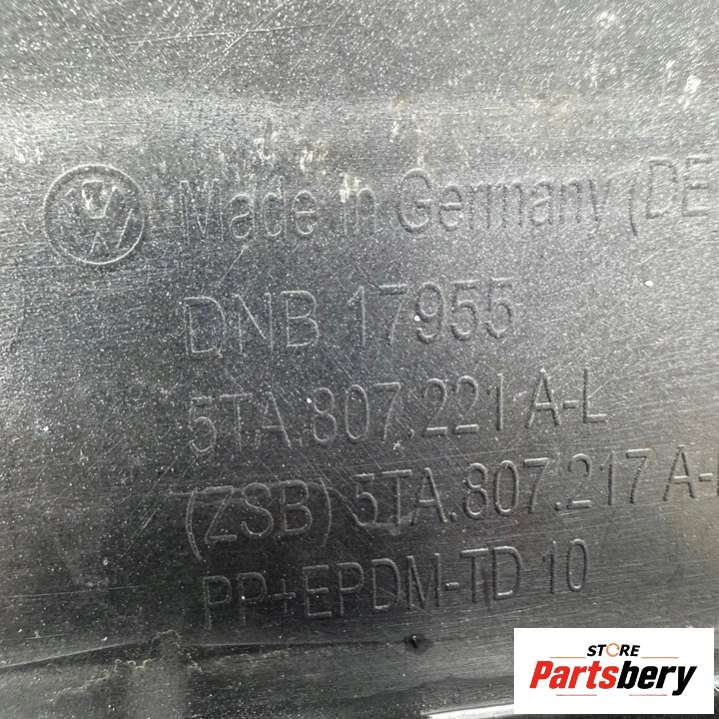 Made in Germany (DE
DNB 17955
5TA.807.221 A-L
(ZSB) 5TA.807.217 A-
PP+EPDM-TD 10
STORE
Partsbery